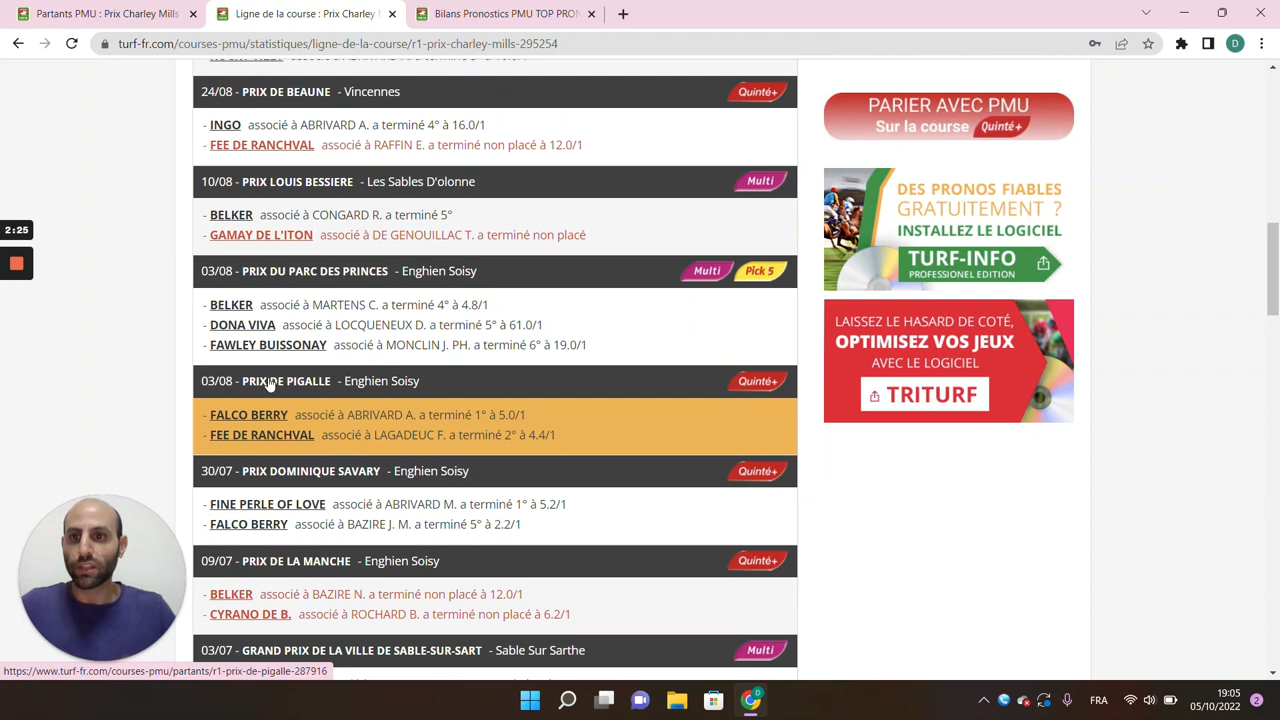 Partants PMU : Prix Charley Mills
Ligne de la course : Prix Charley
Bilans Pronostics PMU TOP PRON
turf-fr.com/courses-pmu/statistiques/ligne-de-la-course/r1-prix-charley-mills-295254
D
24/08 - PRIX DE BEAUNE - Vincennes Quinté+
- INGO associé à ABRIVARD A. a terminé 4° à 16.0/1
- FEE DE RANCHVAL associé à RAFFIN E. a terminé non placé à 12.0/1
10/08 - PRIX LOUIS BESSIERE - Les Sables D'olonne Multi
- BELKER associé à CONGARD R. a terminé 5°
- GAMAY DE L'ITON associé à DE GENOUILLAC T. a terminé non placé
03/08 - PRIX DU PARC DES PRINCES - Enghien Soisy Multi Pick 5
- BELKER associé à MARTENS C. a terminé 4° à 4.8/1
- DONA VIVA associé à LOCQUENEUX D. a terminé 5° à 61.0/1
- FAWLEY BUISSONAY associé à MONCLIN J. PH. a terminé 6° à 19.0/1
03/08 - PRIX DE PIGALLE - Enghien Soisy Quinté+
- FALCO BERRY associé à ABRIVARD A. a terminé 1° à 5.0/1
- FEE DE RANCHVAL associé à LAGADEUC F. a terminé 2° à 4.4/1
30/07 - PRIX DOMINIQUE SAVARY - Enghien Soisy Quinté+
- FINE PERLE OF LOVE associé à ABRIVARD M. a terminé 1° à 5.2/1
- FALCO BERRY associé à BAZIRE J. M. a terminé 5° à 2.2/1
09/07 - PRIX DE LA MANCHE - Enghien Soisy Quinté+
- BELKER associé à BAZIRE N. a terminé non placé à 12.0/1
- CYRANO DE B. associé à ROCHARD B. a terminé non placé à 6.2/1
03/07 - GRAND PRIX DE LA VILLE DE SABLE-SUR-SART - Sable Sur Sarthe Multi
PARIER AVEC PMU
Sur la course Quinté+
DES PRONOS FIABLES
GRATUITEMENT ?
INSTALLEZ LE LOGICIEL
TURF-INFO
PROFESSIONEL EDITION
LAISSEZ LE HASARD DE COTÉ,
OPTIMISEZ VOS JEUX
AVEC LE LOGICIEL
TRITURF
2:25
https://www.turf-fr.com/courses-pmu/partants/r1-prix-de-pigalle-287916
FRA
19:05
05/10/2022
2